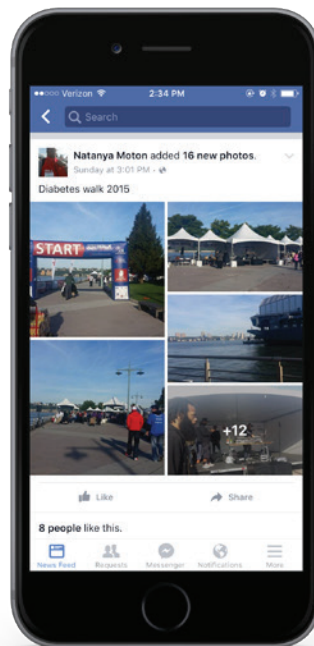 Verizon 2:34 PM
Search
Natanya Moton added 16 new photos.
Sunday at 3:01 PM
Diabetes walk 2015
START
+12
Like Share
8 people like this.
News Feed Requests Messenger Notifications More